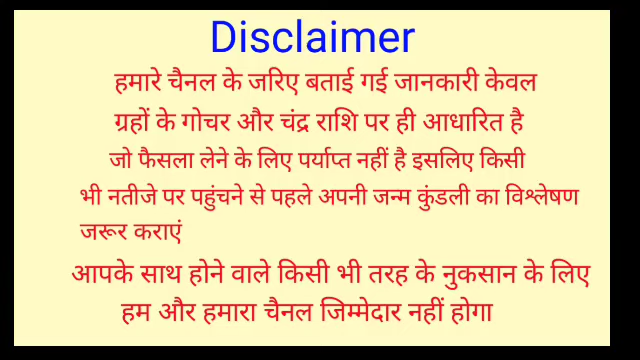 Disclaimer
हमारे चैनल के जरिए बताई गई जानकारी केवल
ग्रहों के गोचर और चंद्र राशि पर ही आधारित है
जो फैसला लेने के लिए पर्याप्त नहीं है इसलिए किसी
भी नतीजे पर पहुंचने से पहले अपनी जन्म कुंडली का विश्लेषण
जरूर कराएं
आपके साथ होने वाले किसी भी तरह के नुकसान के लिए
हम और हमारा चैनल जिम्मेदार नहीं होगा